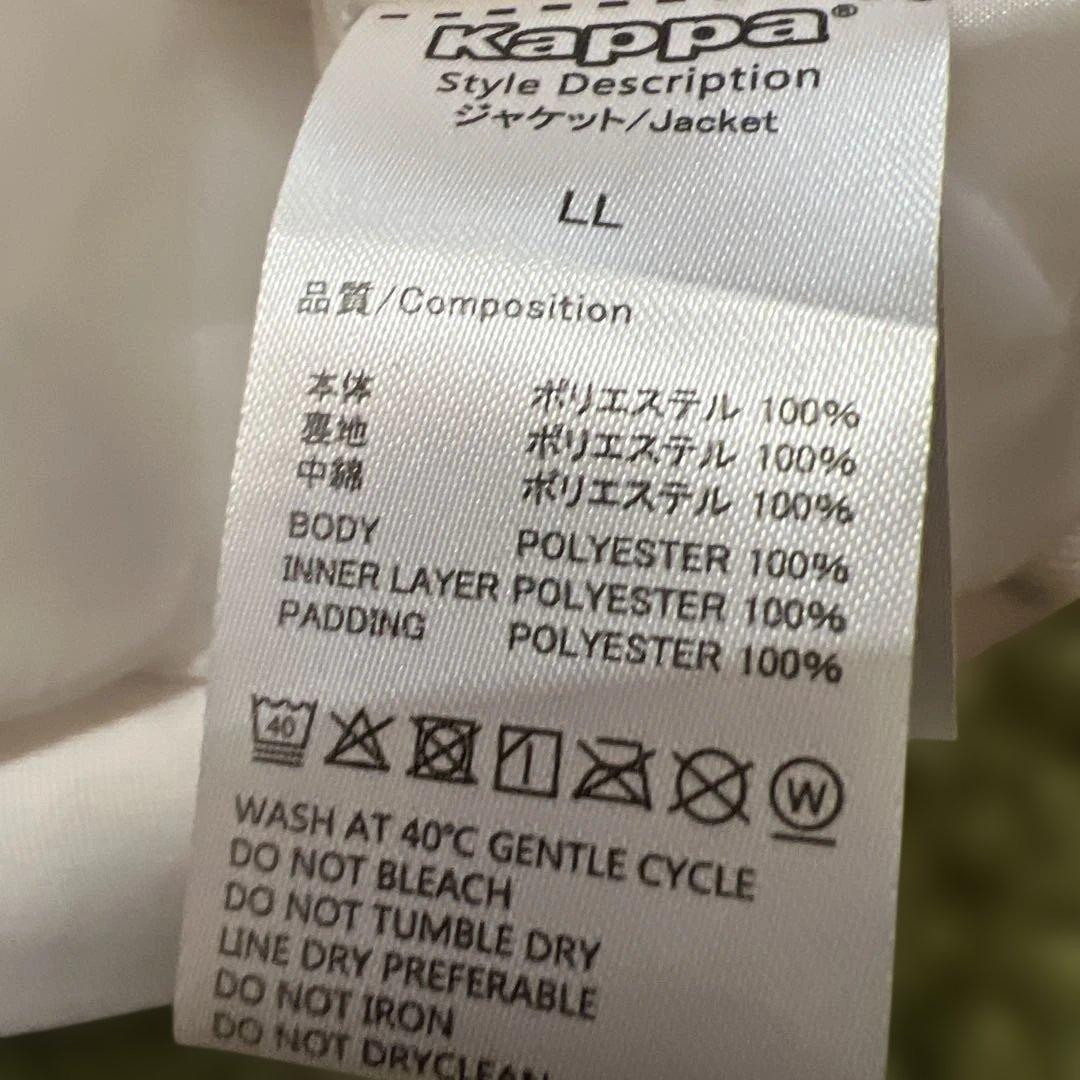 Kappa®
Style Description
ジャケット/Jacket
LL
品質/Composition
本体 ポリエステル 100%
裏地 ポリエステル 100%
中綿 ポリエステル 100%
BODY POLYESTER 100%
INNER LAYER POLYESTER 100%
PADDING POLYESTER 100%
40 W
WASH AT 40℃ GENTLE CYCLE
DO NOT BLEACH
DO NOT TUMBLE DRY
LINE DRY PREFERABLE
DO NOT IRON
DO NOT DRYCLEAN